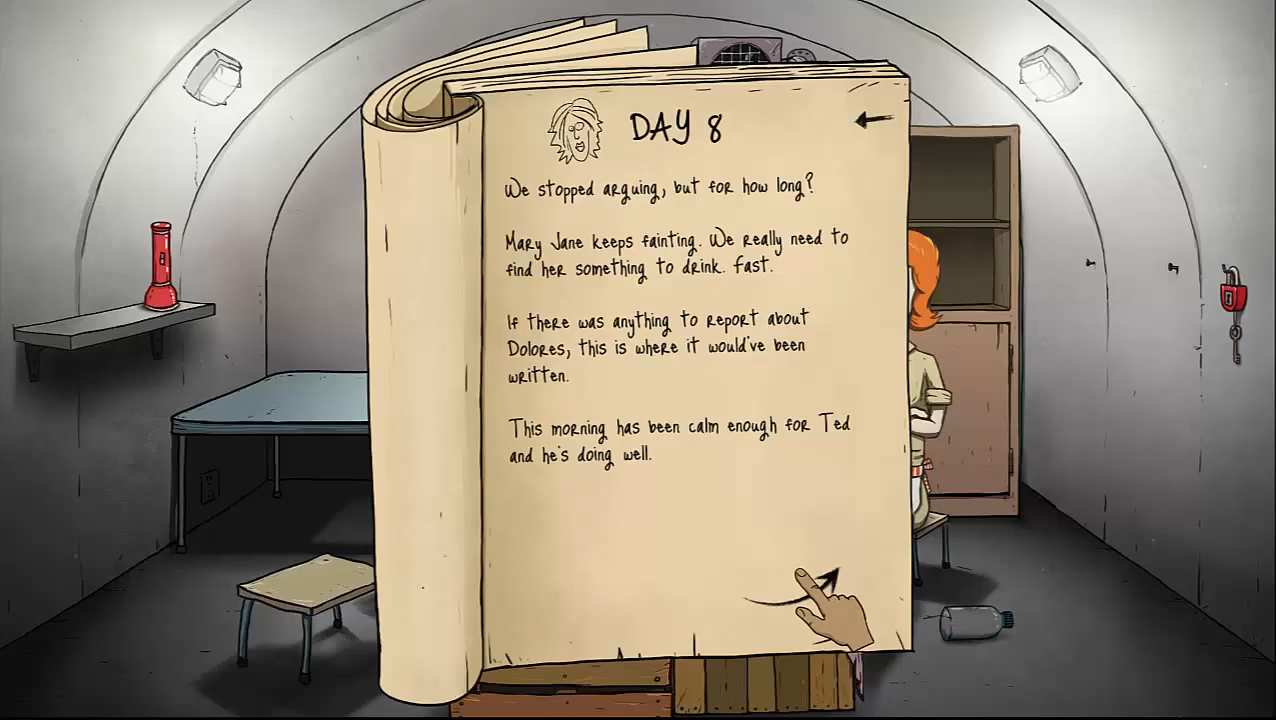 DAY 8
We stopped arguing, but for how long?
Mary Jane keeps fainting. We really need to
find her something to drink. Fast.
If there was anything to report about
Dolores, this is where it would've been
written.
This morning has been calm enough for Ted
and he's doing well.